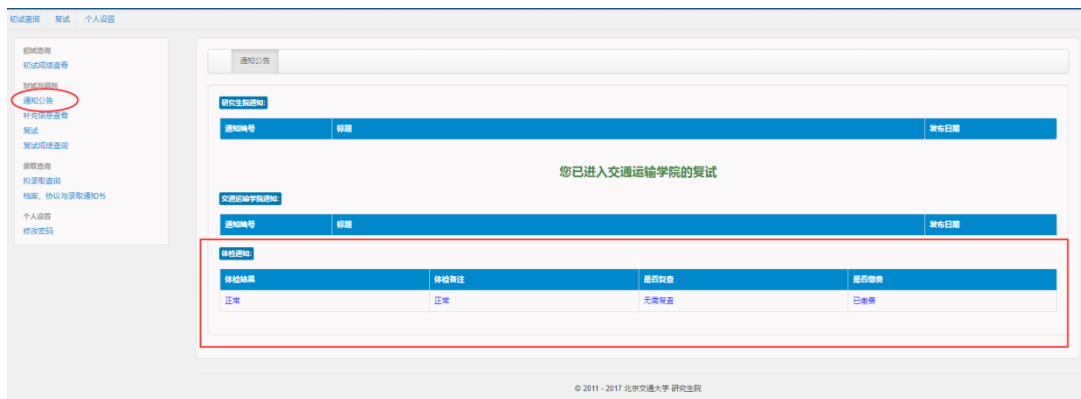 初试查询 复试 个人设置
初试查询
初试成绩查看
复试与调剂
通知公告
补充信息查看
复试
复试成绩查询
录取查询
拟录取查询
档案、协议与录取通知书
个人设置
修改密码
通知公告
研究生院通知:
通知编号 标题 发布日期
您已进入交通运输学院的复试
交通运输学院通知:
通知编号 标题 发布日期
体检通知:
体检结果 体检备注 是否复查 是否缴费
正常 正常 无需复查 已缴费
© 2011 - 2017 北京交通大学 研究生院